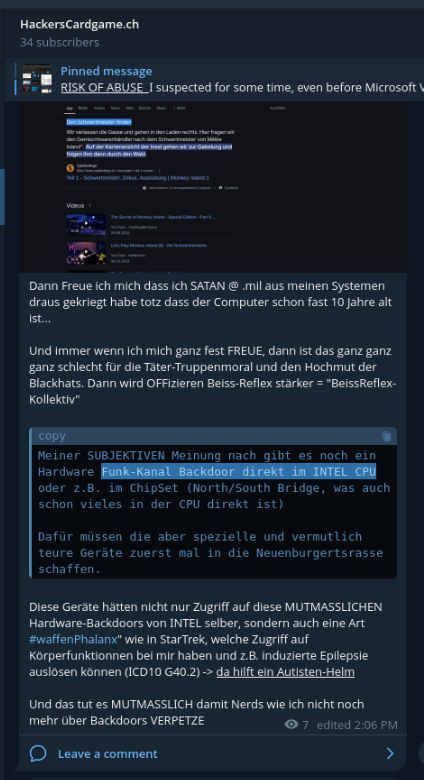 HackersCardgame.ch
34 subscribers
Pinned message
RISK OF ABUSE I suspected for some time, even before Microsoft V
Alle Bilder Videos News Web Bücher Maps
Den Schwertmeister finden
Wir verlassen die Gasse und gehen in den Laden rechts. Hier fragen wir
den Gemischtwarenhändler nach dem Schwertmeister von Mêlée
Island". Auf der Kartenansicht der Insel gehen wir zur Gabelung und
folgen ihm dann durch den Wald.
Teil 1 - Schwertmeister, Zirkus, Ausrüstung | Monkey Island 1
Videos
The Secret of Monkey Island - Special Edition - Part 6 ...
Let's Play Monkey Island (6) - Die Schwertmeisterin
Dann Freue ich mich dass ich SATAN @ .mil aus meinen Systemen
draus gekriegt habe totz dass der Computer schon fast 10 Jahre alt
ist...
Und immer wenn ich mich ganz fest FREUE, dann ist das ganz ganz
ganz schlecht für die Täter-Truppenmoral und den Hochmut der
Blackhats. Dann wird OFFizieren Beiss-Reflex stärker = "BeissReflex-
Kollektiv"
copy
Meiner SUBJEKTIVEN Meinung nach gibt es noch ein
Hardware Funk-Kanal Backdoor direkt im INTEL CPU
oder z.B. im ChipSet (North/South Bridge, was auch
schon vieles in der CPU direkt ist)
Dafür müssen die aber spezielle und vermutlich
teure Geräte zuerst mal in die Neuenburgertsrasse
schaffen.
Diese Geräte hätten nicht nur Zugriff auf diese MUTMASSLICHEN
Hardware-Backdoors von INTEL selber, sondern auch eine Art
#waffenPhalanx" wie in StarTrek, welche Zugriff auf
Körperfunktionnen bei mir haben und z.B. induzierte Epilepsie
auslösen können (ICD10 G40.2) -> da hilft ein Autisten-Helm
Und das tut es MUTMASSLICH damit Nerds wie ich nicht noch
mehr über Backdoors VERPETZE
7 edited 2:06 PM
Leave a comment